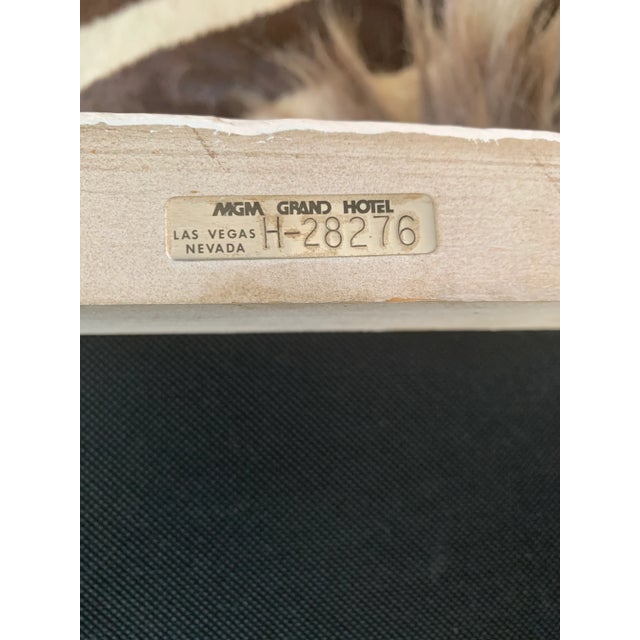 MGM GRAND HOTEL
LAS VEGAS
NEVADA
H-28276